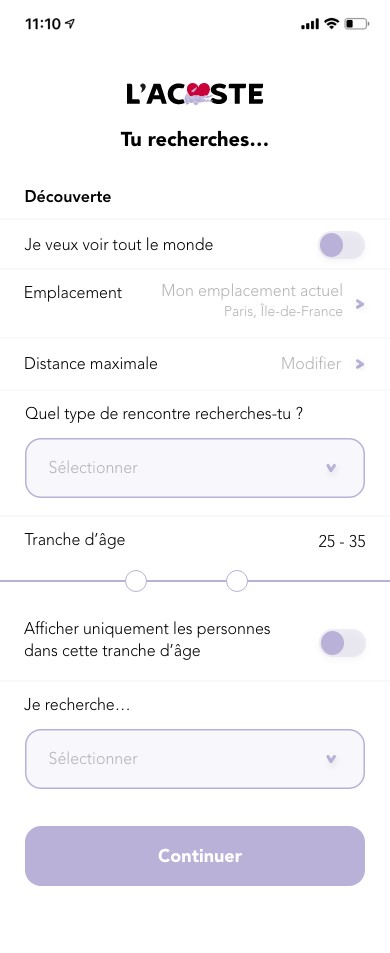 11:10
L'ACOSTE
Tu recherches...
Découverte
Je veux voir tout le monde
Emplacement
Mon emplacement actuel
Paris, Île-de-France
Distance maximale
Modifier
Quel type de rencontre recherches-tu ?
Sélectionner
Tranche d'âge
25 - 35
Afficher uniquement les personnes
dans cette tranche d'âge
Je recherche...
Sélectionner
Continuer